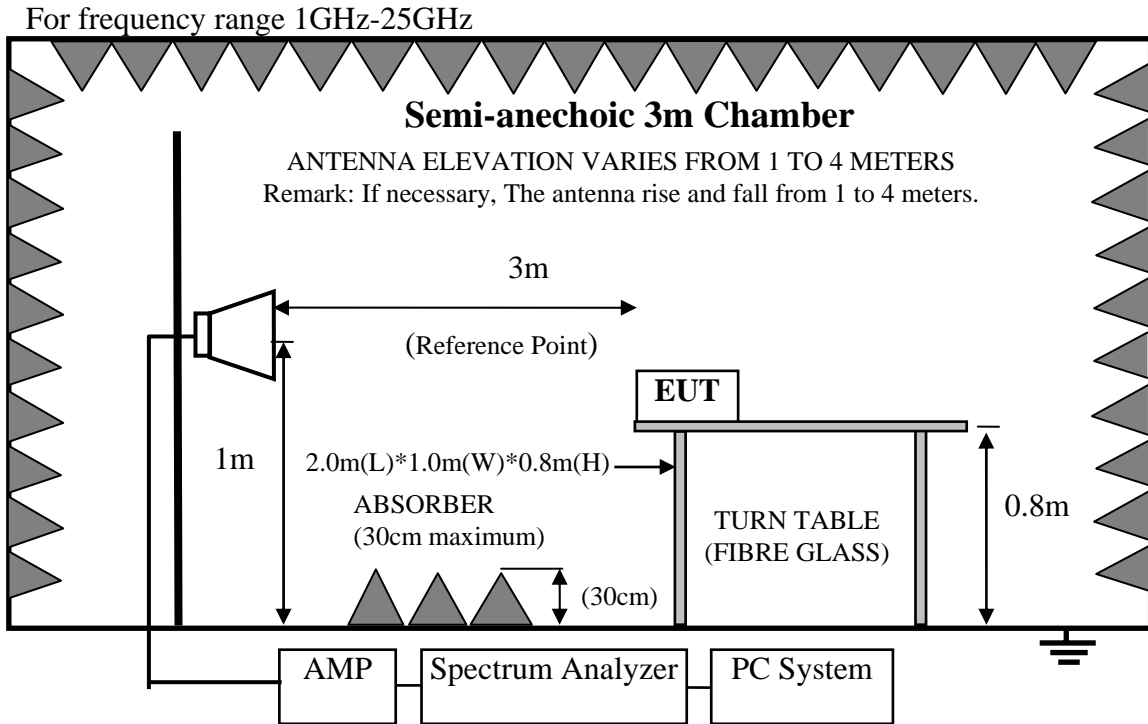 For frequency range 1GHz-25GHz
Semi-anechoic 3m Chamber
ANTENNA ELEVATION VARIES FROM 1 TO 4 METERS
Remark: If necessary, The antenna rise and fall from 1 to 4 meters.
3m
(Reference Point)
EUT
1m
2.0m(L)*1.0m(W)*0.8m(H)
ABSORBER
(30cm maximum)
TURN TABLE
(FIBRE GLASS)
0.8m
(30cm)
AMP
Spectrum Analyzer
PC System